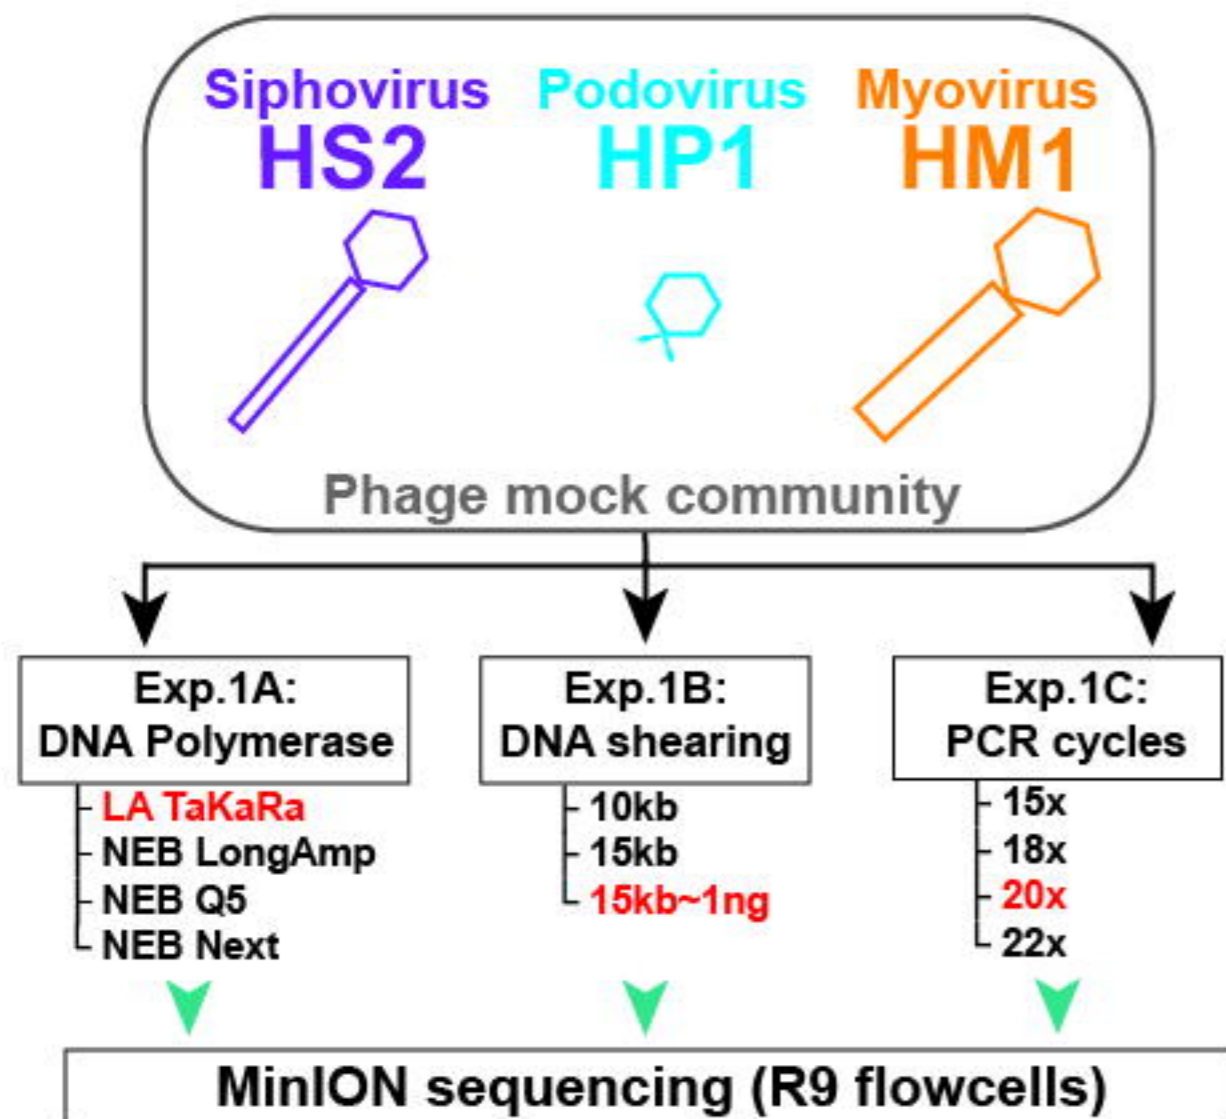 Siphovirus Podovirus Myovirus
HS2 HP1 HM1
Phage mock community
Exp.1A:
DNA Polymerase
LA TaKaRa
NEB LongAmp
NEB Q5
NEB Next
Exp.1B:
DNA shearing
10kb
15kb
15kb~1ng
Exp.1C:
PCR cycles
15x
18x
20x
22x
MinION sequencing (R9 flowcells)